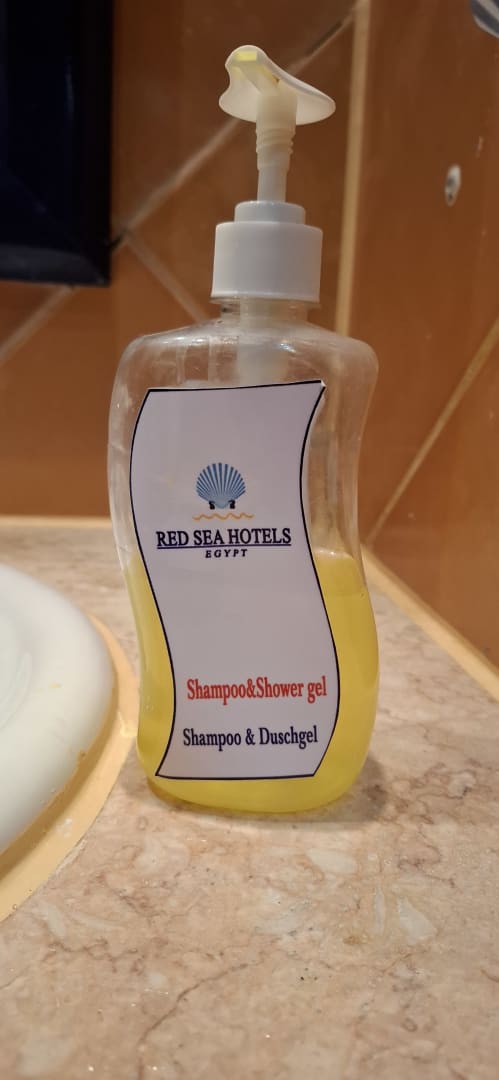 RED SEA HOTELS
EGYPT
Shampoo&Shower gel
Shampoo & Duschgel